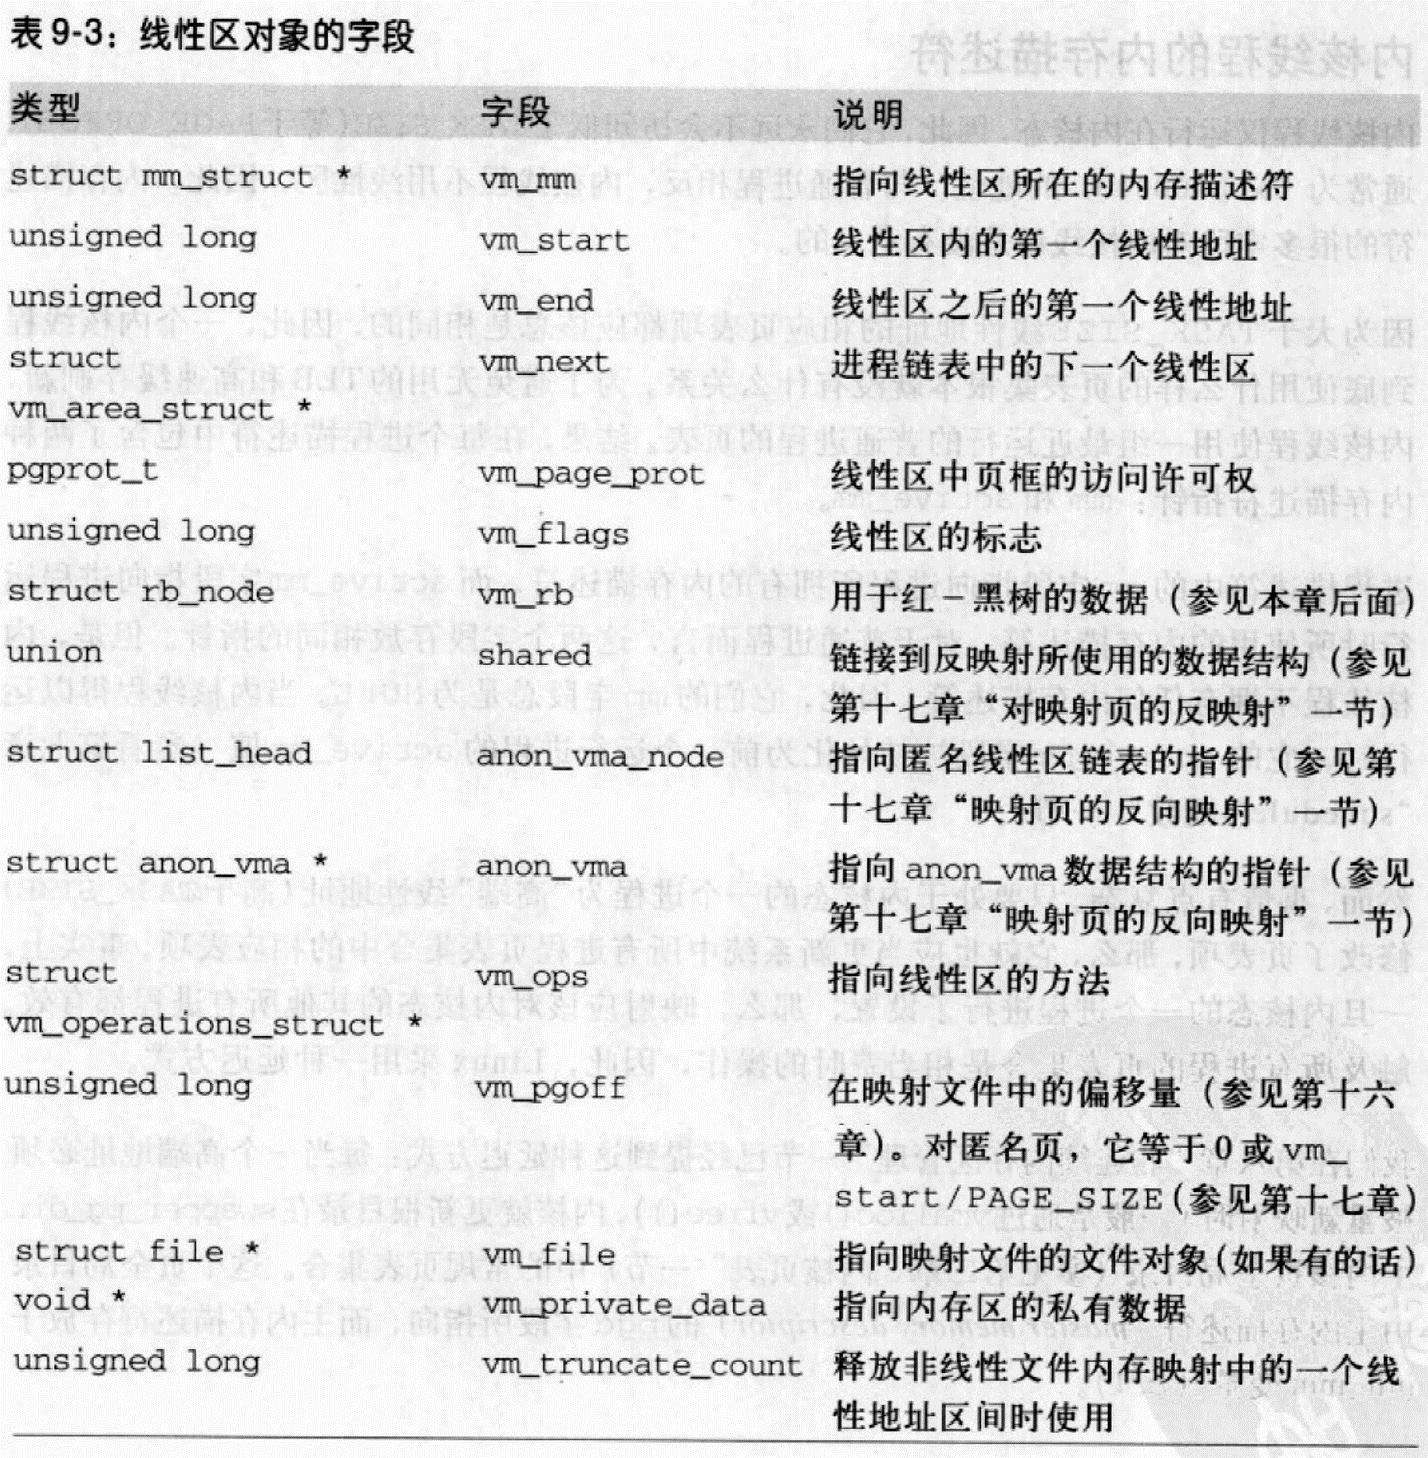 表 9-3：线性区对象的字段
类型 字段 说明
struct mm_struct * vm_mm 指向线性区所在的内存描述符
unsigned long vm_start 线性区内的第一个线性地址
unsigned long vm_end 线性区之后的第一个线性地址
struct vm_next 进程链表中的下一个线性区
vm_area_struct *
pgprot_t vm_page_prot 线性区中页框的访问许可权
unsigned long vm_flags 线性区的标志
struct rb_node vm_rb 用于红－黑树的数据（参见本章后面）
union shared 链接到反映射所使用的数据结构（参见
第十七章“对映射页的反映射”一节）
struct list_head anon_vma_node 指向匿名线性区链表的指针（参见第
十七章“映射页的反向映射”一节）
struct anon_vma * anon_vma 指向 anon_vma 数据结构的指针（参见
第十七章“映射页的反向映射”一节）
struct vm_ops 指向线性区的方法
vm_operations_struct *
unsigned long vm_pgoff 在映射文件中的偏移量（参见第十六
章）。对匿名页，它等于 0 或 vm_
start/PAGE_SIZE(参见第十七章)
struct file * vm_file 指向映射文件的文件对象(如果有的话)
void * vm_private_data 指向内存区的私有数据
unsigned long vm_truncate_count 释放非线性文件内存映射中的一个线
性地址区间时使用